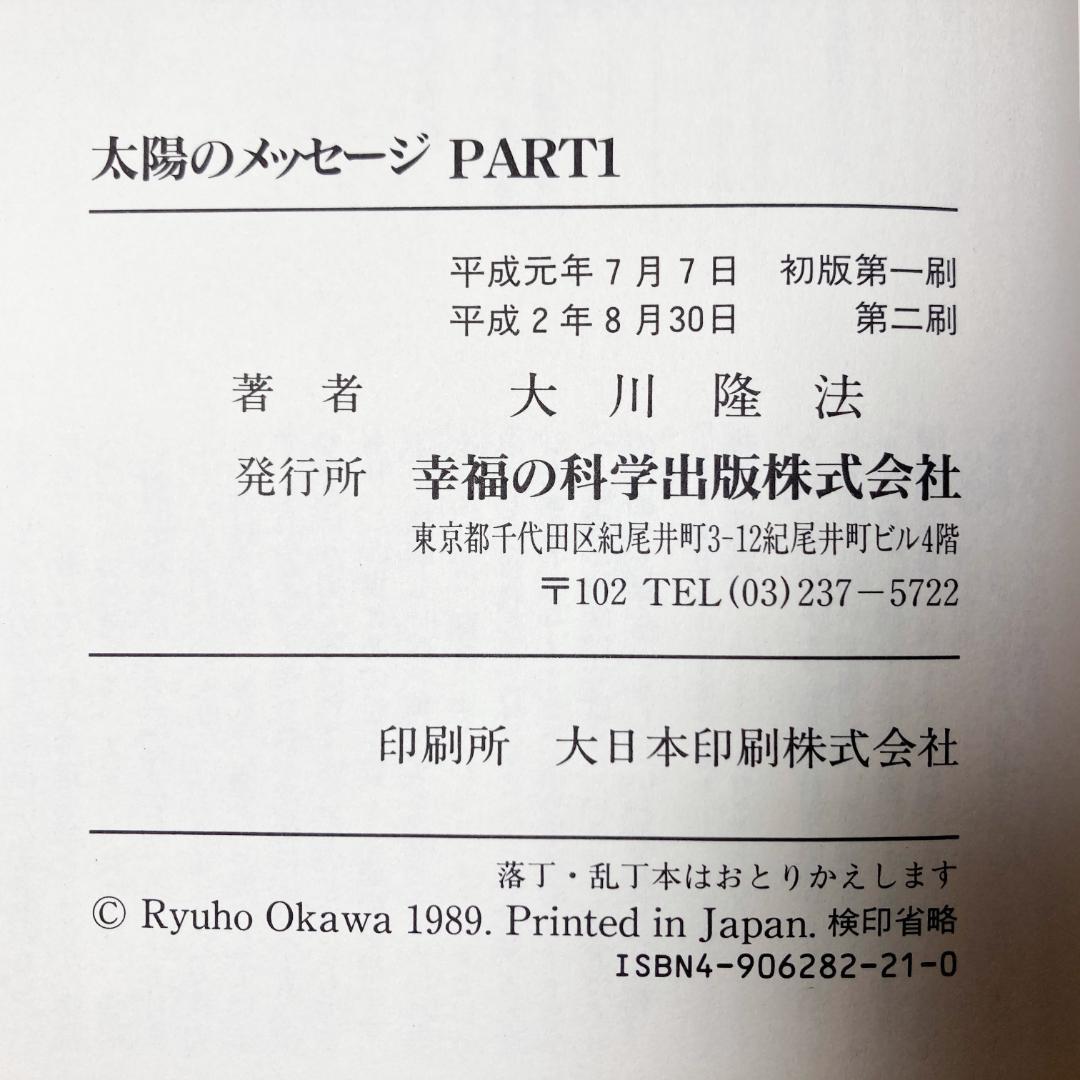 太陽のメッセージ PART1
平成元年7月7日 初版第一刷
平成2年8月30日 第二刷
著者 大川隆法
発行所 幸福の科学出版株式会社
東京都千代田区紀尾井町3-12紀尾井町ビル4階
〒102 TEL(03)237-5722
印刷所 大日本印刷株式会社
落丁・乱丁本はおとりかえします
© Ryuho Okawa 1989. Printed in Japan. 検印省略
ISBN4-906282-21-0